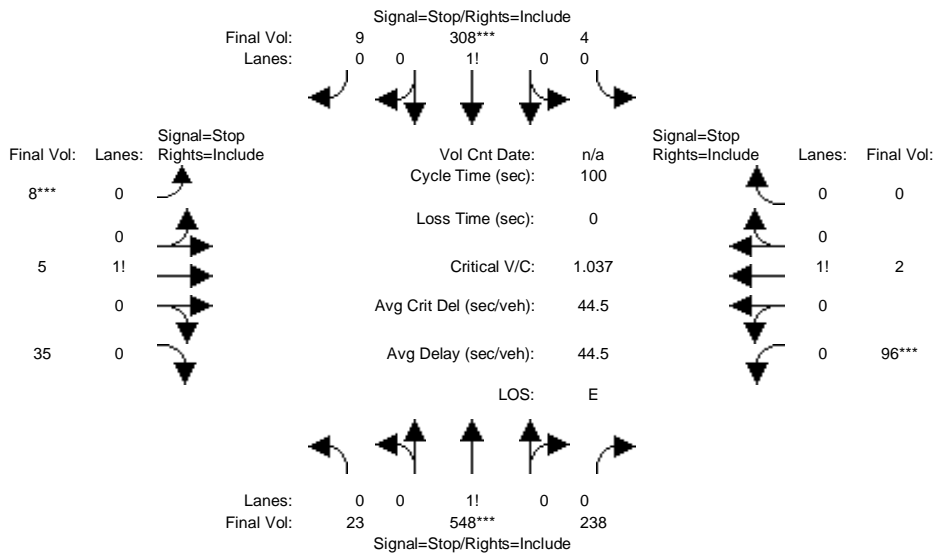 Signal=Stop/Rights=Include
Final Vol: 9 308*** 4
Lanes: 0 0 1! 0 0
Signal=Stop Signal=Stop
Final Vol: Lanes: Rights=Include Vol Cnt Date: n/a Rights=Include Lanes: Final Vol:
Cycle Time (sec): 100
8*** 0 0 0
Loss Time (sec): 0
0 0
5 1! Critical V/C: 1.037 1! 2
0 Avg Crit Del (sec/veh): 44.5 0
35 0 Avg Delay (sec/veh): 44.5 0 96***
LOS: E
Lanes: 0 0 1! 0 0
Final Vol: 23 548*** 238
Signal=Stop/Rights=Include